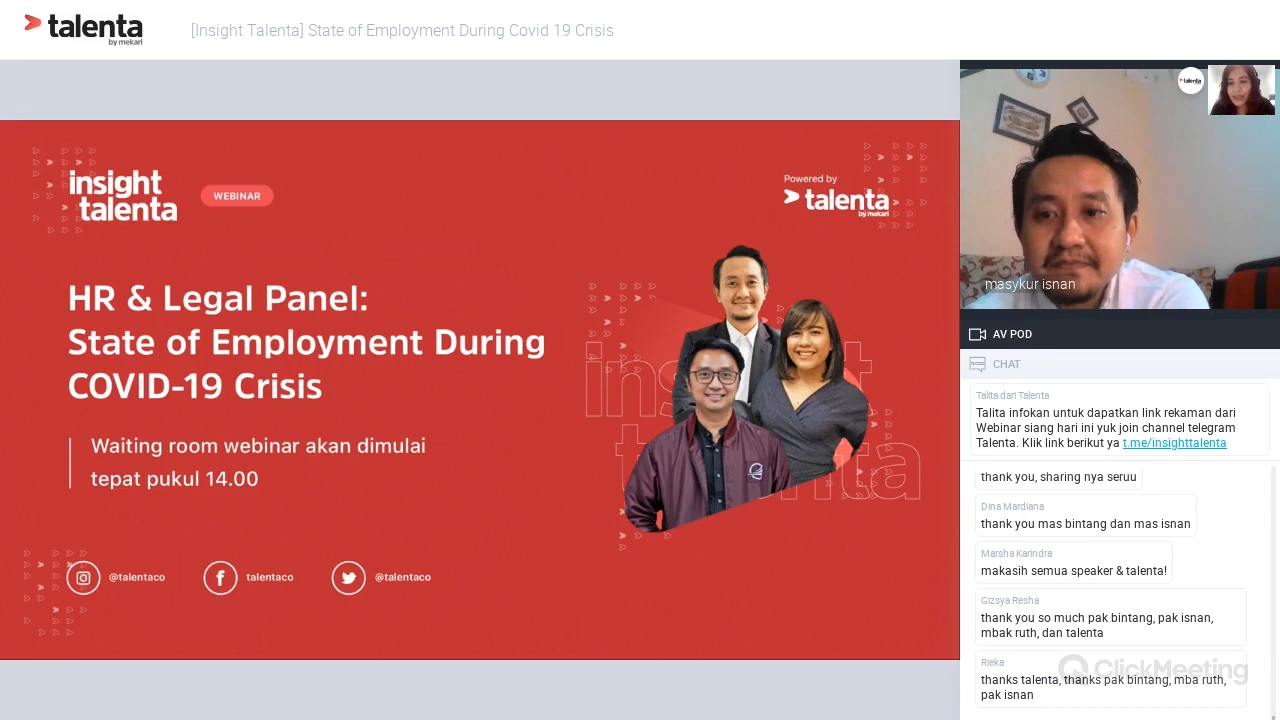 talenta
by mekari
[Insight Talenta] State of Employment During Covid 19 Crisis
insight
talenta
WEBINAR
Powered by
talenta
by mekari
HR & Legal Panel:
State of Employment During
COVID-19 Crisis
Waiting room webinar akan dimulai
tepat pukul 14.00
@talentaco
talentaco
@talentaco
talenta
masykur isnan
AV POD
CHAT
Talita dari Talenta
Talita infokan untuk dapatkan link rekaman dari
Webinar siang hari ini yuk join channel telegram
Talenta. Klik link berikut ya t.me/insighttalenta
thank you, sharing nya seruu
Dina Mardiana
thank you mas bintang dan mas isnan
Marsha Karindra
makasih semua speaker & talenta!
Gizsya Resha
thank you so much pak bintang, pak isnan,
mbak ruth, dan talenta
Rieka
thanks talenta, thanks pak bintang, mba ruth,
pak isnan
ClickMeeting